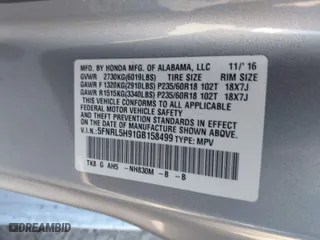 MFD. BY HONDA MFG. OF ALABAMA, LLC 11/'16
GVWR 2730KG(6019LBS) TIRE SIZE RIM SIZE
GAWR F 1320KG(2910LBS) P235/60R18 102T 18X7J
GAWR R 1515KG(3340LBS) P235/60R18 102T 18X7J
THIS VEHICLE CONFORMS TO ALL APPLICABLE
FEDERAL MOTOR VEHICLE SAFETY AND THEFT
PREVENTION STANDARDS IN EFFECT ON THE DATE
OF MANUFACTURE SHOWN ABOVE.
V.I.N: 5FNRL5H91GB158499 TYPE: MPV
TK8 G AH5 -NH830M -B -B
DREAMBID